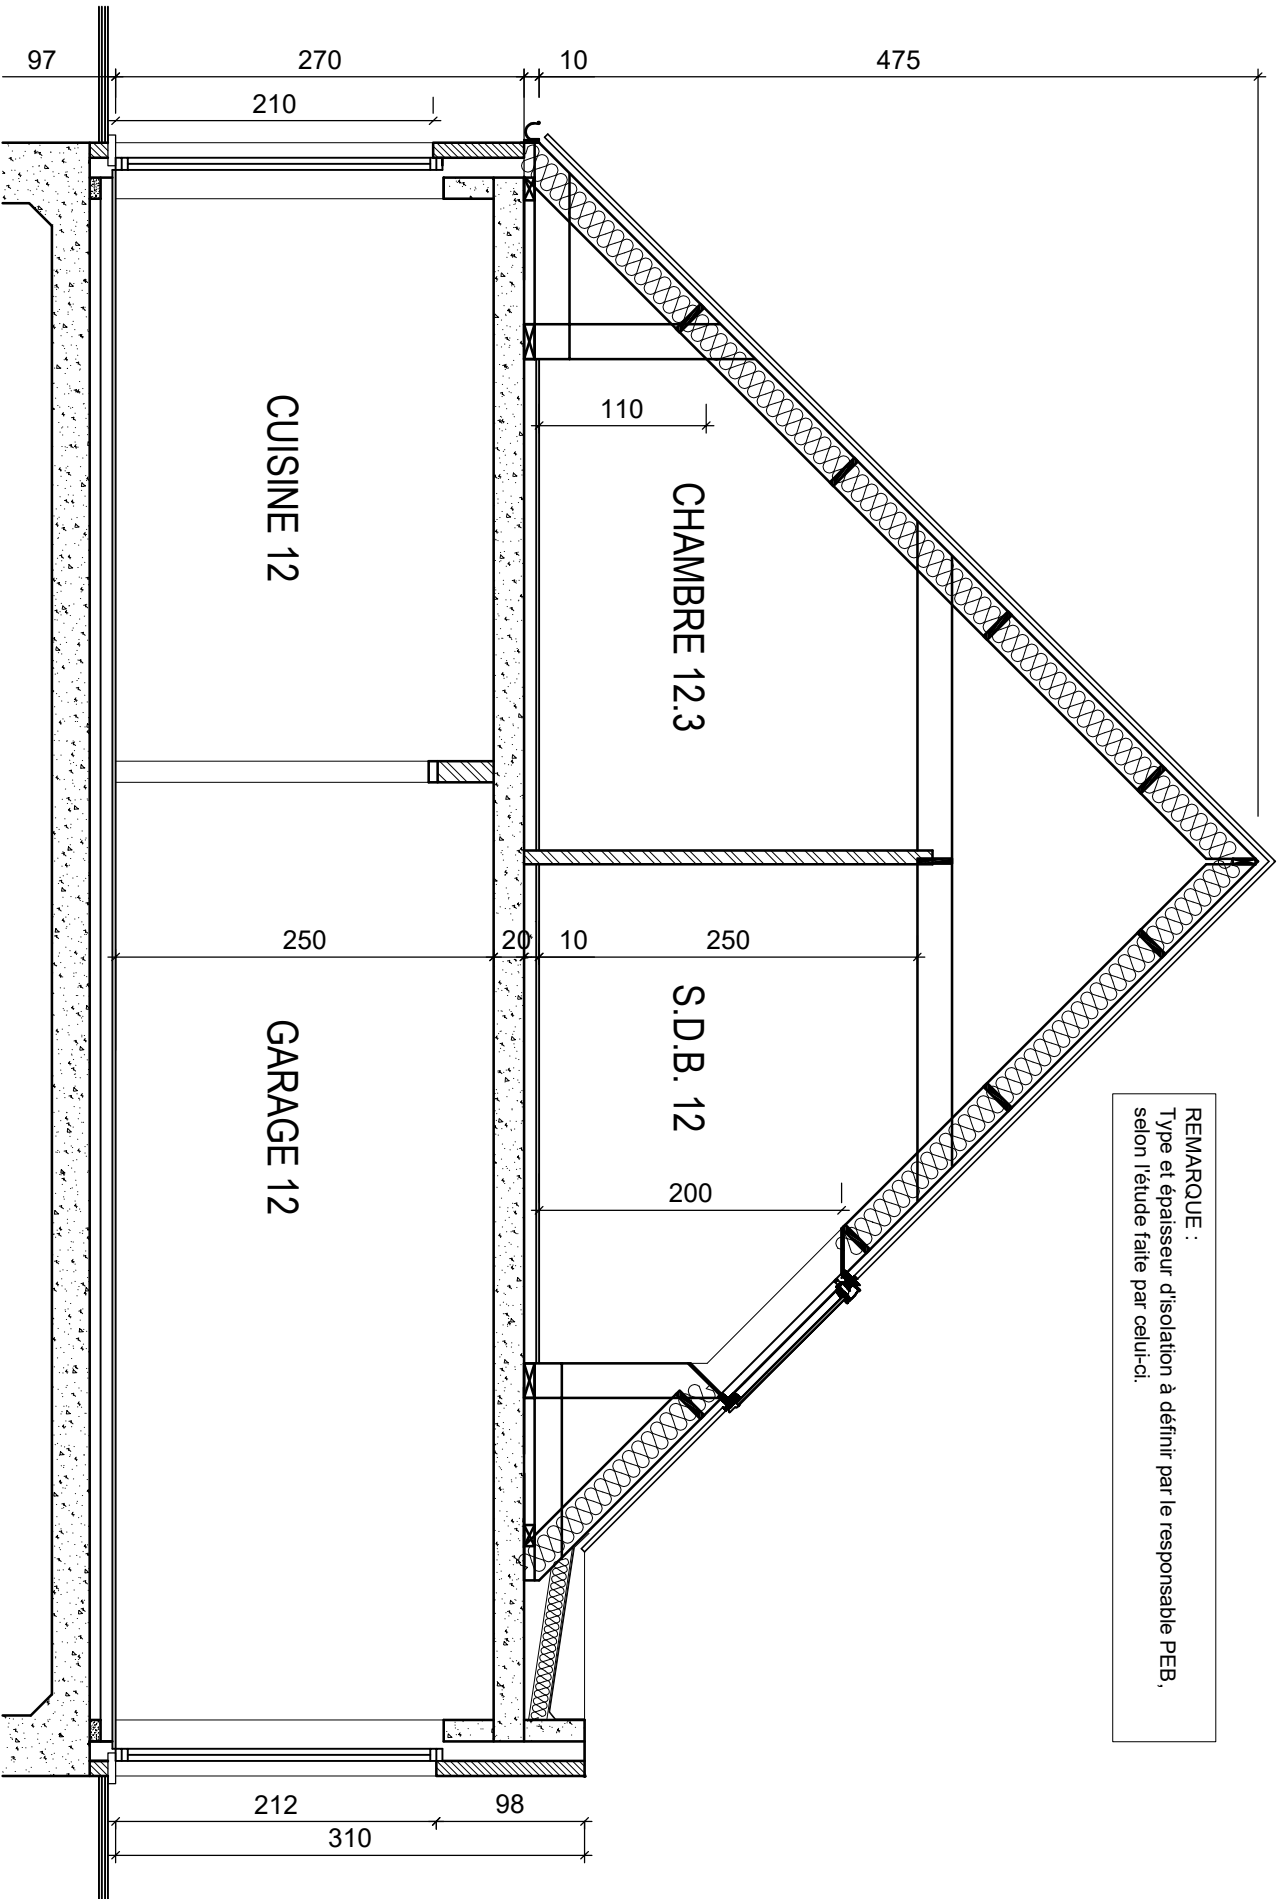 97
270
10
475
210
110
CUISINE 12
CHAMBRE 12.3
250
20
10
250
GARAGE 12
S.D.B. 12
200
REMARQUE :
Type et épaisseur d'isolation à définir par le responsable PEB,
selon l'étude faite par celui-ci.
212
98
310